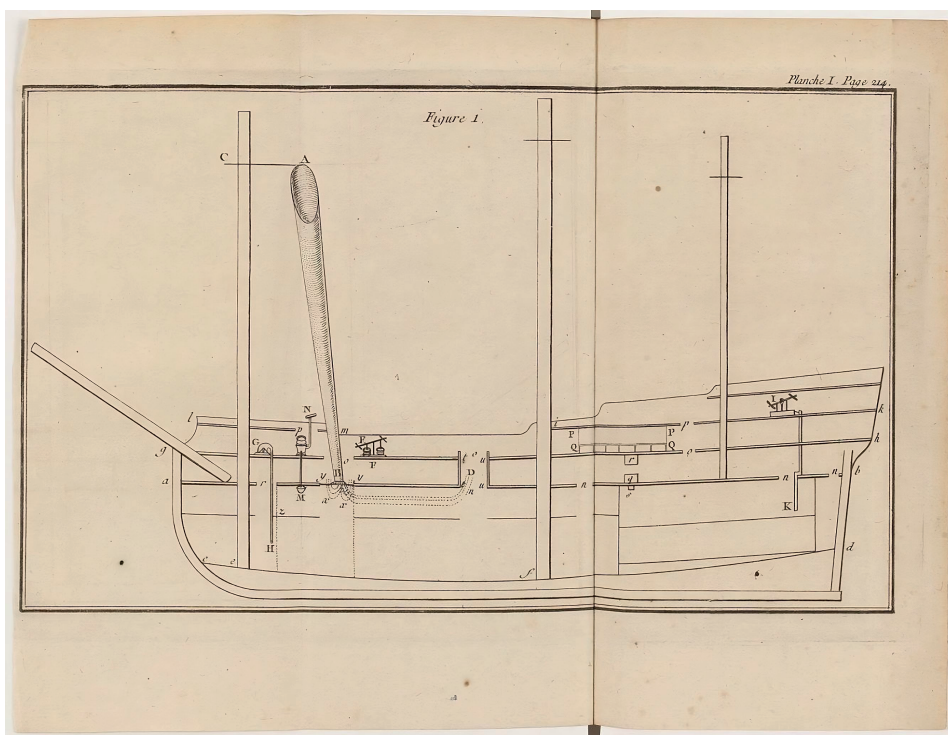 Planche I. Page 214.
Figure 1.
C A
l N i
p m p k
g G F P P I
Q Q h
o t o u o
F r
a r B D b
y y n n n n
M u q
x x
z K
H d
e e f